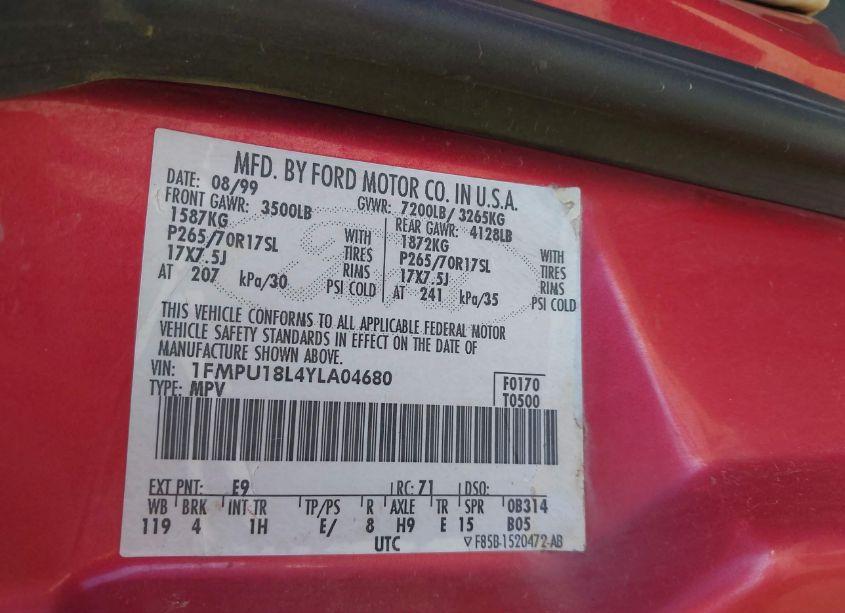 MFD. BY FORD MOTOR CO. IN U.S.A.
DATE: 08/99 GVWR: 7200LB/ 3265KG
FRONT GAWR: 3500LB REAR GAWR: 4128LB
1587KG WITH 1872KG WITH
P265/70R17SL TIRES P265/70R17SL TIRES
17X7.5J RIMS 17X7.5J RIMS
AT 207 kPa/30 PSI COLD AT 241 kPa/35 PSI COLD
THIS VEHICLE CONFORMS TO ALL APPLICABLE FEDERAL MOTOR
VEHICLE SAFETY STANDARDS IN EFFECT ON THE DATE OF
MANUFACTURE SHOWN ABOVE.
VIN: 1FMPU18L4YLA04680 F0170
TYPE: MPV T0500
EXT PNT: E9 RC: 71 DSO:
WB BRK INT TR TP/PS R AXLE TR SPR 0B314
119 4 1H E/ 8 H9 E 15 B05
UTC ▽ F85B-1520472-AB